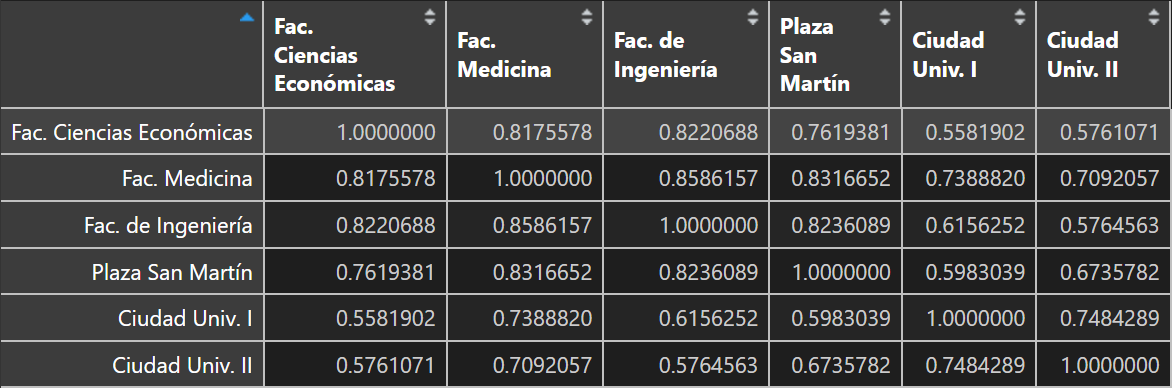 Fac. Ciencias Económicas Fac. Medicina Fac. de Ingeniería Plaza San Martín Ciudad Univ. I Ciudad Univ. II
Fac. Ciencias Económicas 1.0000000 0.8175578 0.8220688 0.7619381 0.5581902 0.5761071
Fac. Medicina 0.8175578 1.0000000 0.8586157 0.8316652 0.7388820 0.7092057
Fac. de Ingeniería 0.8220688 0.8586157 1.0000000 0.8236089 0.6156252 0.5764563
Plaza San Martín 0.7619381 0.8316652 0.8236089 1.0000000 0.5983039 0.6735782
Ciudad Univ. I 0.5581902 0.7388820 0.6156252 0.5983039 1.0000000 0.7484289
Ciudad Univ. II 0.5761071 0.7092057 0.5764563 0.6735782 0.7484289 1.0000000